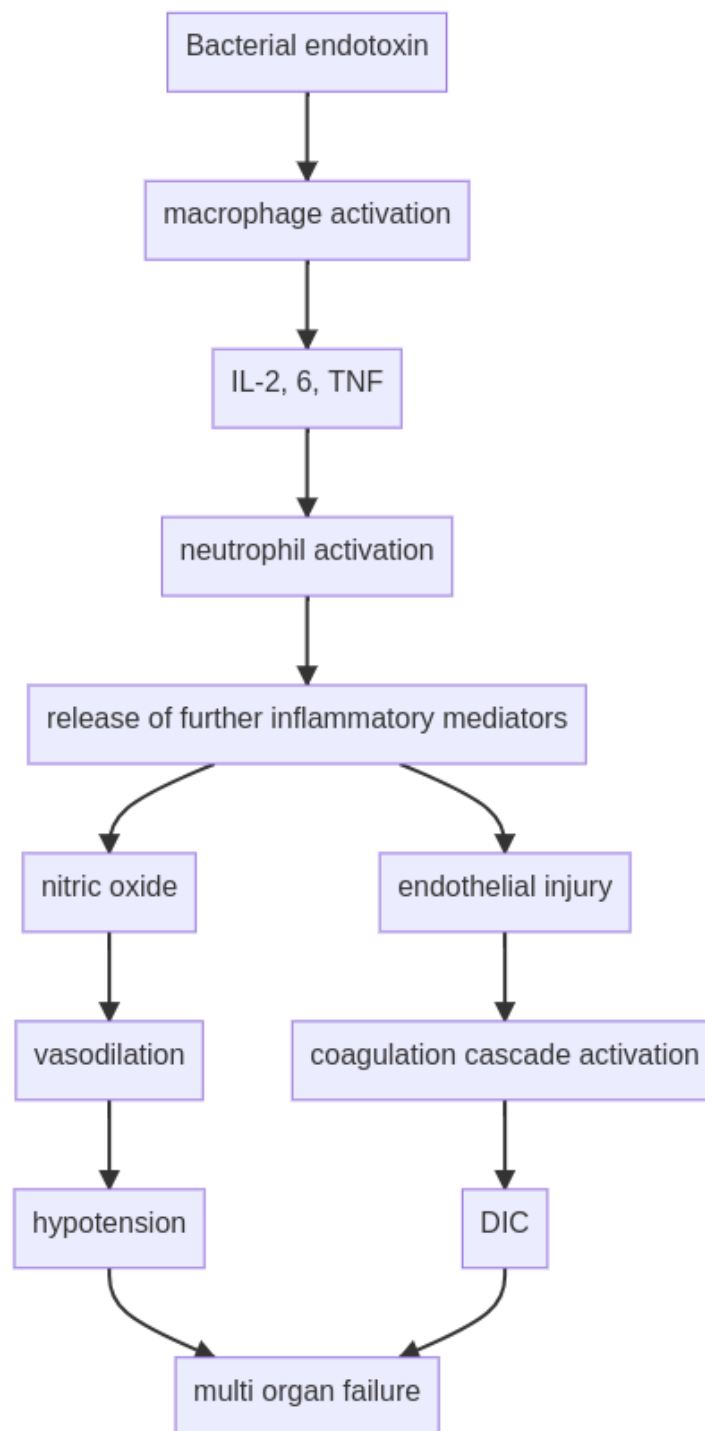 Bacterial endotoxin
macrophage activation
IL-2, 6, TNF
neutrophil activation
release of further inflammatory mediators
nitric oxide
endothelial injury
vasodilation
coagulation cascade activation
hypotension
DIC
multi organ failure